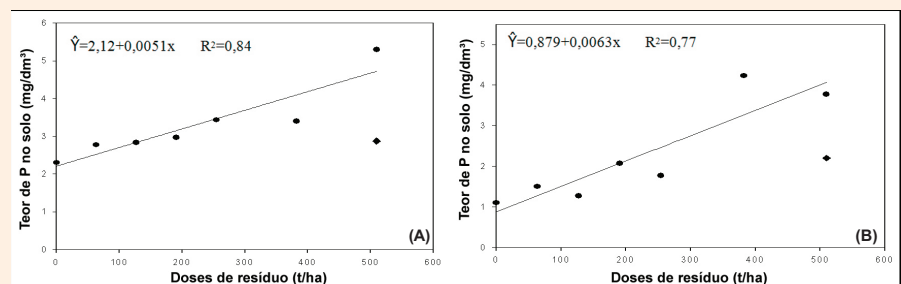 Ŷ=2,12+0,0051x R²=0,84
Teor de P no solo (mg/dm³)
6
5
4
3
2
1
0
0 100 200 300 400 500 600
(A)
Doses de resíduo (t/ha)
Ŷ=0,879+0,0063x R²=0,77
Teor de P no solo (mg/dm³)
5
4
3
2
1
0
0 100 200 300 400 500 600
(B)
Doses de resíduo (t/ha)